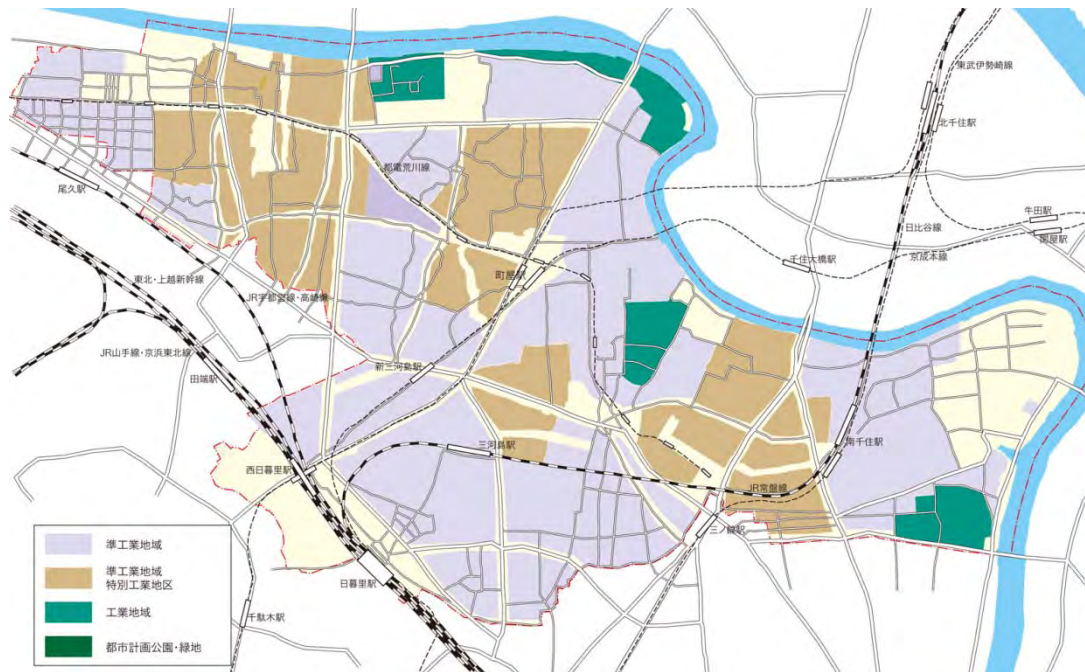 東武伊勢崎線
北千住駅
都電荒川線
尾久駅
牛田駅
関屋駅
日比谷線
京成本線
千住大橋駅
町屋駅
東北・上越新幹線
JR宇都宮線・高崎線
JR山手線・京浜東北線
田端駅
新三河島駅
三河島駅
南千住駅
西日暮里駅
JR常盤線
三ノ輪駅
日暮里駅
千駄木駅
準工業地域
準工業地域
特別工業地区
工業地域
都市計画公園・緑地